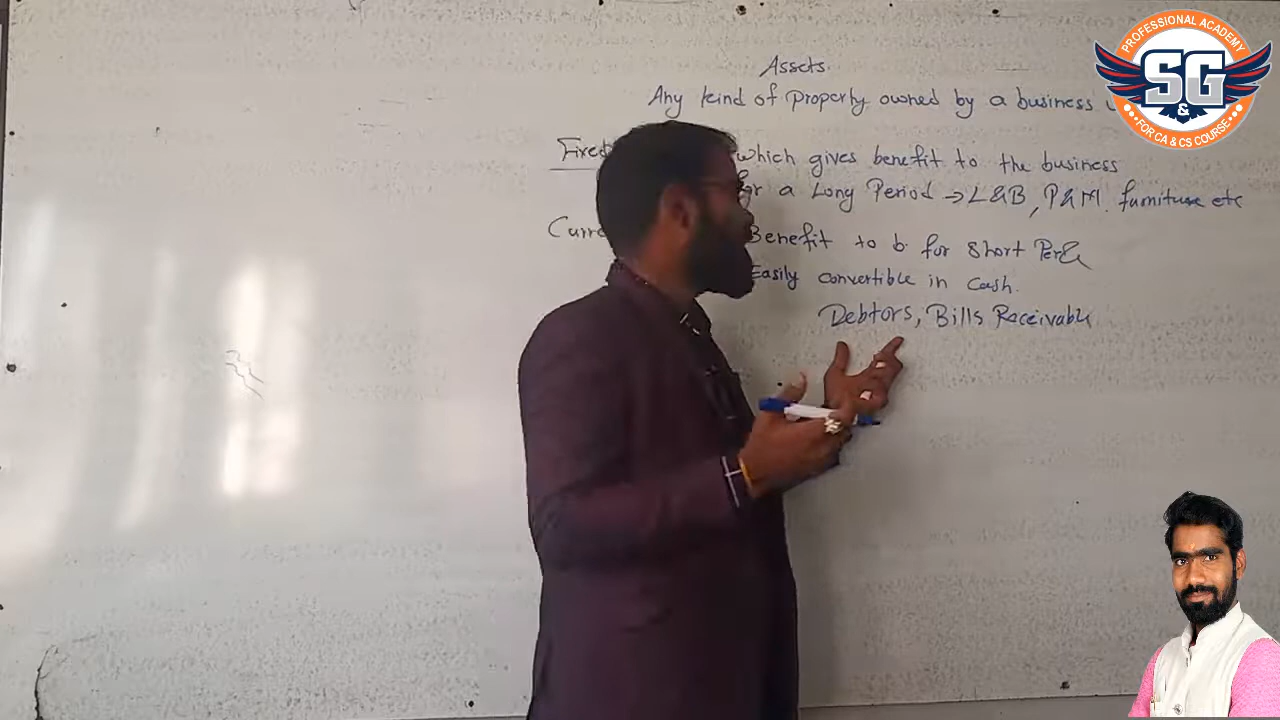 Assets.
Any kind of Property owned by a business
Fixed which gives benefit to the business
for a Long Period → L&B, P&M. furniture etc
Benefit to b. for Short
Easily convertible in Cash.
Debtors, Bills Receivable
PROFESSIONAL ACADEMY
SG
&
FOR CA & CS COURSE